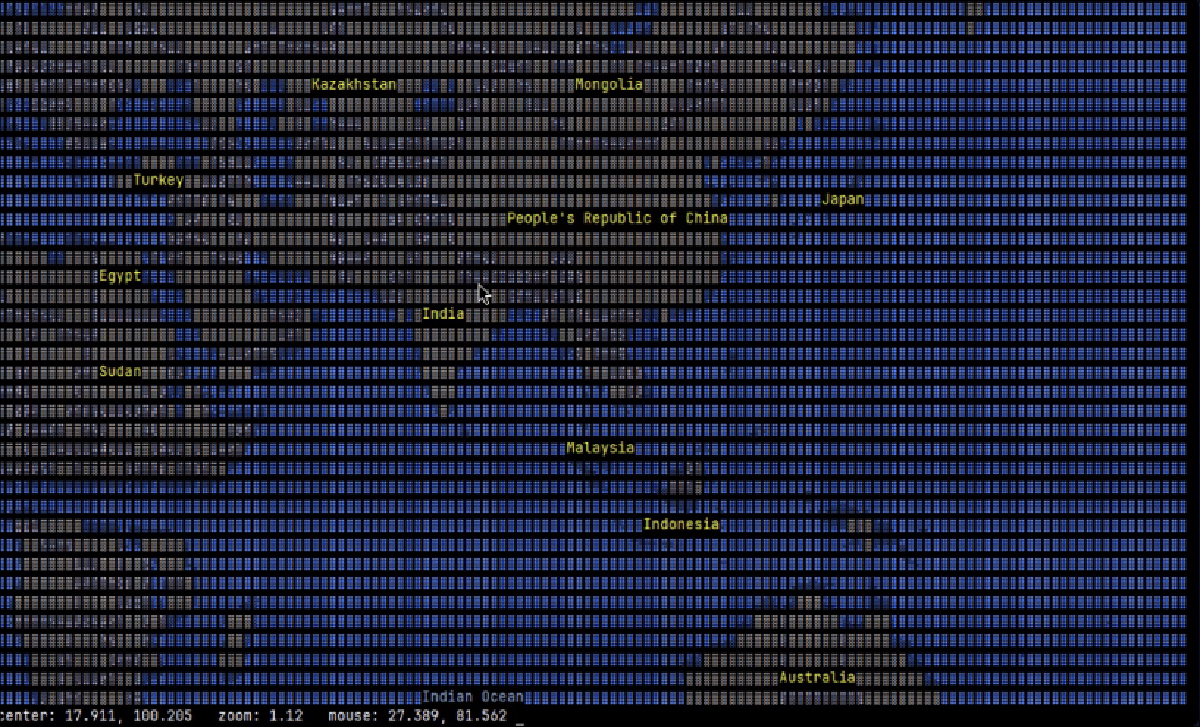 Kazakhstan Mongolia
Turkey
Japan
People's Republic of China
Egypt
India
Sudan
Malaysia
Indonesia
Australia
Indian Ocean
center: 17.911, 100.205 zoom: 1.12 mouse: 27.389, 81.562 _